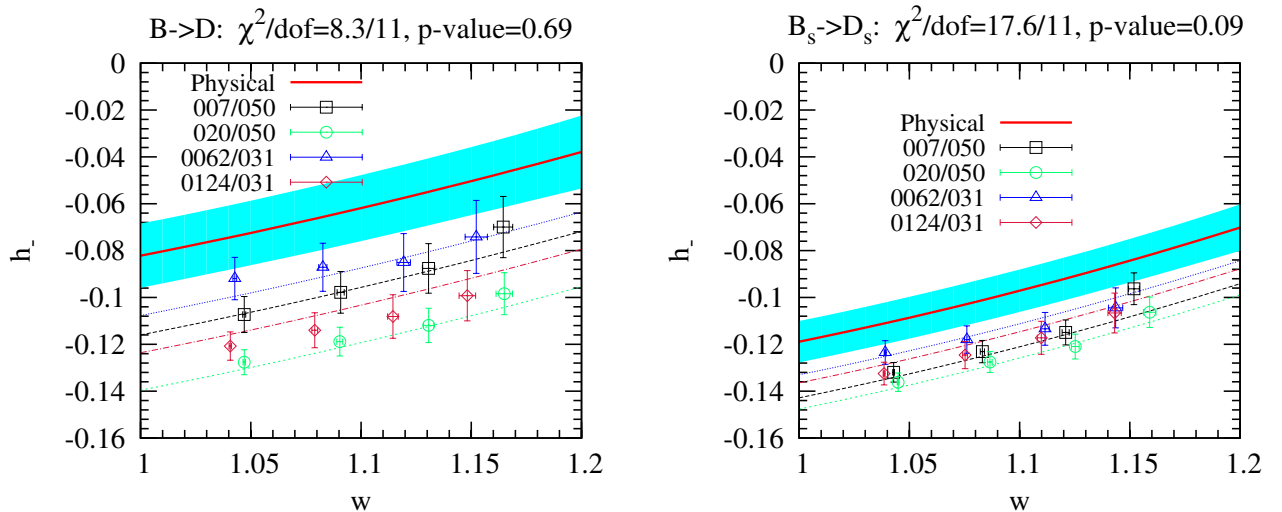 B->D: χ²/dof=8.3/11, p-value=0.69
0
-0.02
-0.04
-0.06
-0.08
-0.1
-0.12
-0.14
-0.16
h_
1 1.05 1.1 1.15 1.2
w
Physical
007/050
020/050
0062/031
0124/031
B_s->D_s: χ²/dof=17.6/11, p-value=0.09
0
-0.02
-0.04
-0.06
-0.08
-0.1
-0.12
-0.14
-0.16
h_
1 1.05 1.1 1.15 1.2
w
Physical
007/050
020/050
0062/031
0124/031